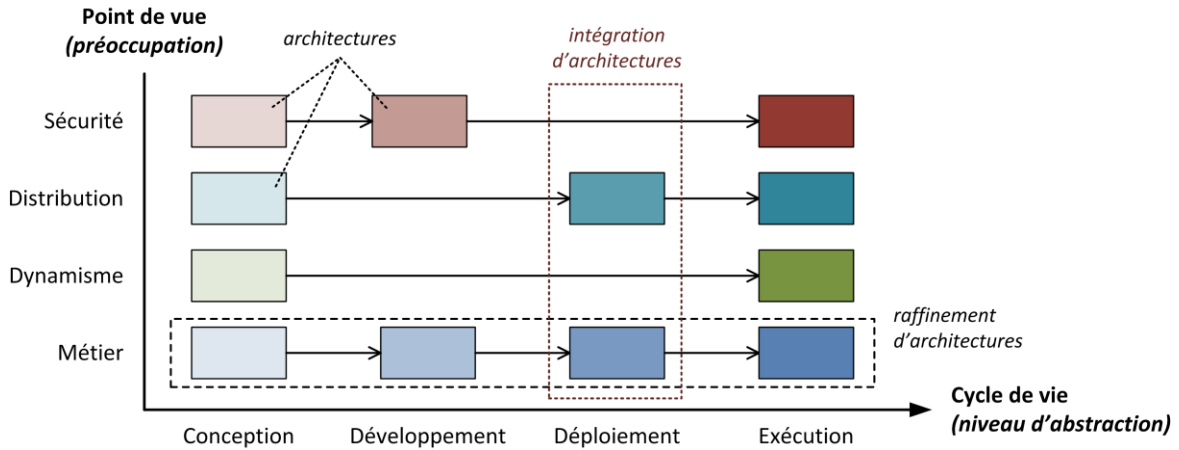 Point de vue
(préoccupation)
architectures
intégration
d'architectures
Sécurité
Distribution
Dynamisme
raffinement
d'architectures
Métier
Cycle de vie
(niveau d'abstraction)
Conception
Développement
Déploiement
Exécution